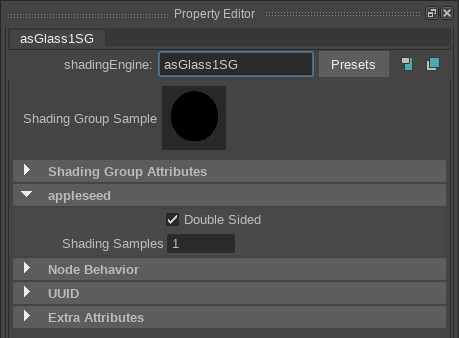 Property Editor
asGlass1SG
shadingEngine: asGlass1SG Presets
Shading Group Sample
Shading Group Attributes
appleseed
Double Sided
Shading Samples 1
Node Behavior
UUID
Extra Attributes